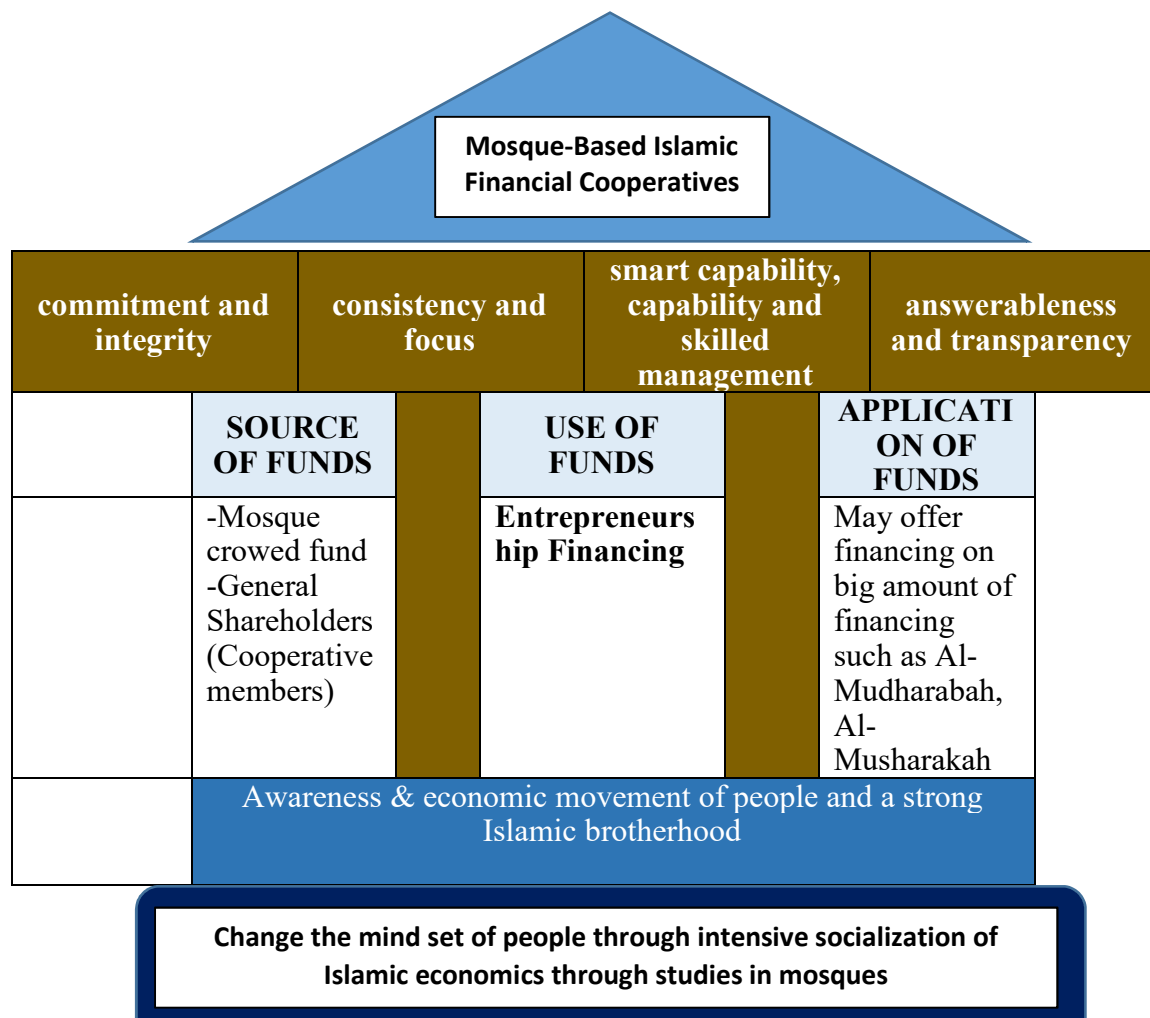 Mosque-Based Islamic
Financial Cooperatives
commitment and
integrity
consistency and
focus
smart capability,
capability and
skilled
management
answerableness
and transparency
SOURCE
OF FUNDS
USE OF
FUNDS
APPLICATI
ON OF
FUNDS
-Mosque
crowed fund
-General
Shareholders
(Cooperative
members)
Entrepreneurs
hip Financing
May offer
financing on
big amount of
financing
such as Al-
Mudharabah,
Al-
Musharakah
Awareness & economic movement of people and a strong
Islamic brotherhood
Change the mind set of people through intensive socialization of
Islamic economics through studies in mosques